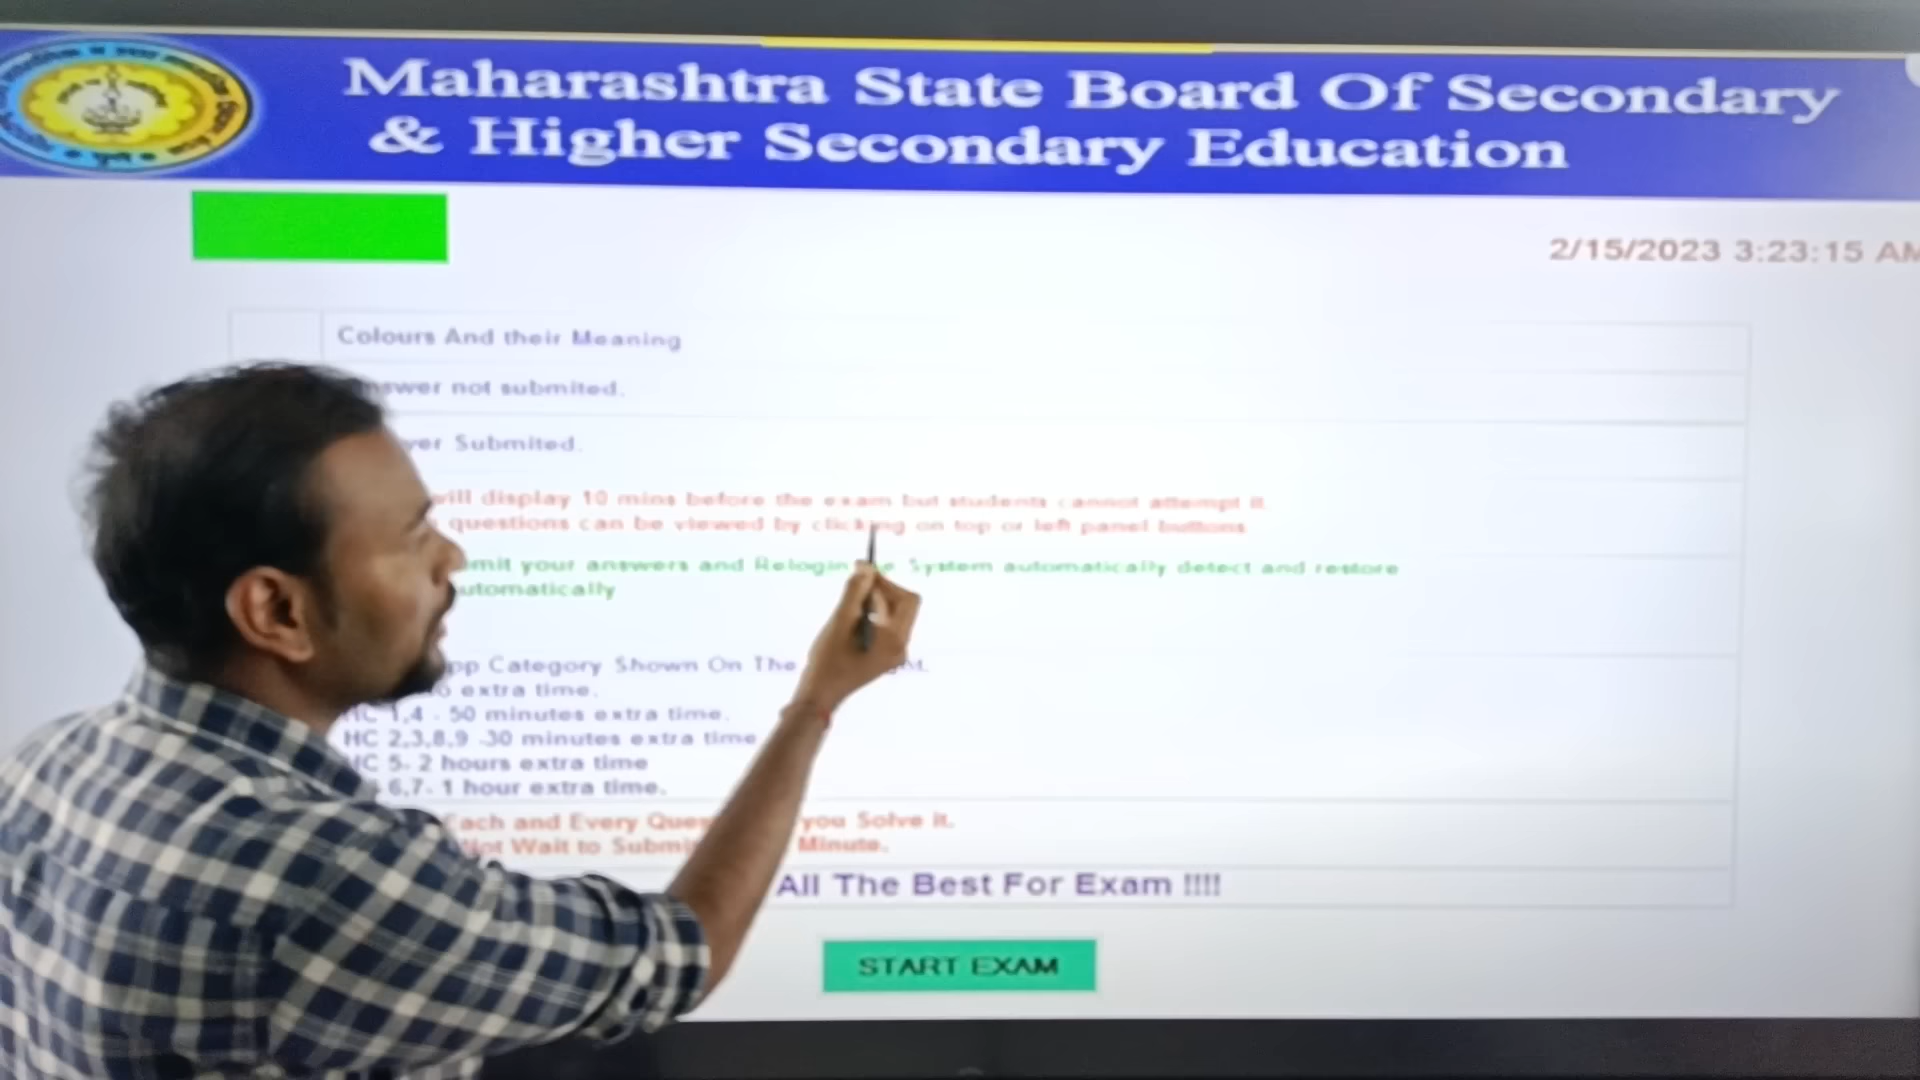 Maharashtra State Board Of Secondary
& Higher Secondary Education
2/15/2023 3:23:15 AM
Colours And their Meaning
nswer not submited.
ver Submited.
will display 10 mins before the exam but students cannot attempt it.
questions can be viewed by clicking on top or left panel buttons
mit your answers and Relogin System automatically detect and restore
utomatically
pp Category Shown On The
extra time.
HC 1,4 - 50 minutes extra time.
HC 2,3,8,9 -30 minutes extra time
HC 5- 2 hours extra time
6,7- 1 hour extra time.
Each and Every Ques you Solve it.
Not Wait to Submi Minute.
All The Best For Exam !!!!
START EXAM